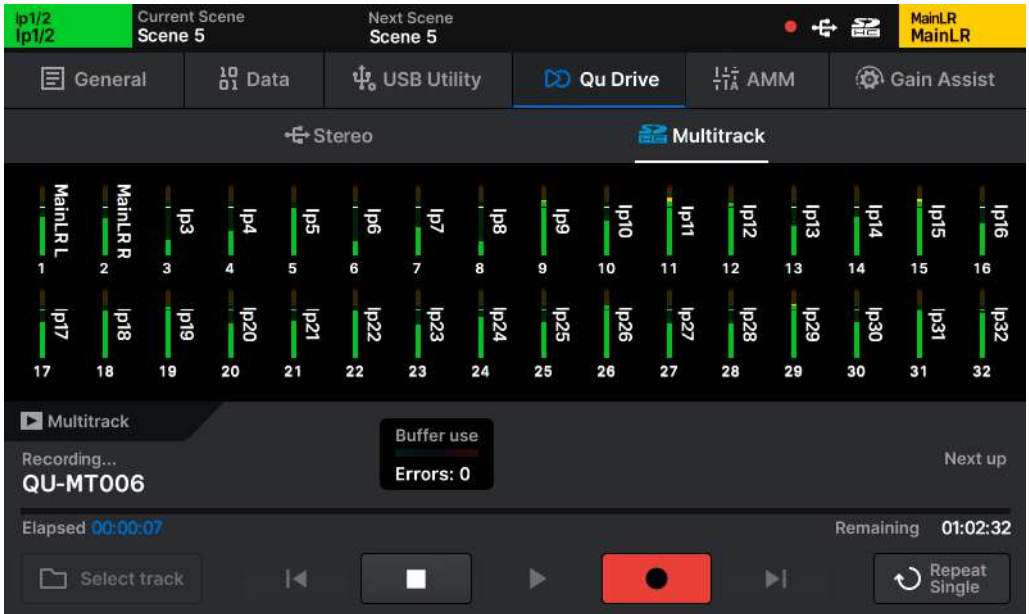 Ip1/2
Ip1/2
Current Scene
Scene 5
Next Scene
Scene 5
MainLR
MainLR
General
Data
USB Utility
Qu Drive
AMM
Gain Assist
Stereo
Multitrack
MainLR L
MainLR R
Ip3
Ip4
Ip5
Ip6
Ip7
Ip8
Ip9
Ip10
Ip11
Ip12
Ip13
Ip14
Ip15
Ip16
1 2 3 4 5 6 7 8 9 10 11 12 13 14 15 16
Ip17
Ip18
Ip19
Ip20
Ip21
Ip22
Ip23
Ip24
Ip25
Ip26
Ip27
Ip28
Ip29
Ip30
Ip31
Ip32
17 18 19 20 21 22 23 24 25 26 27 28 29 30 31 32
Multitrack
Recording...
QU-MT006
Buffer use
Errors: 0
Next up
Elapsed 00:00:07
Remaining 01:02:32
Select track
Repeat
Single